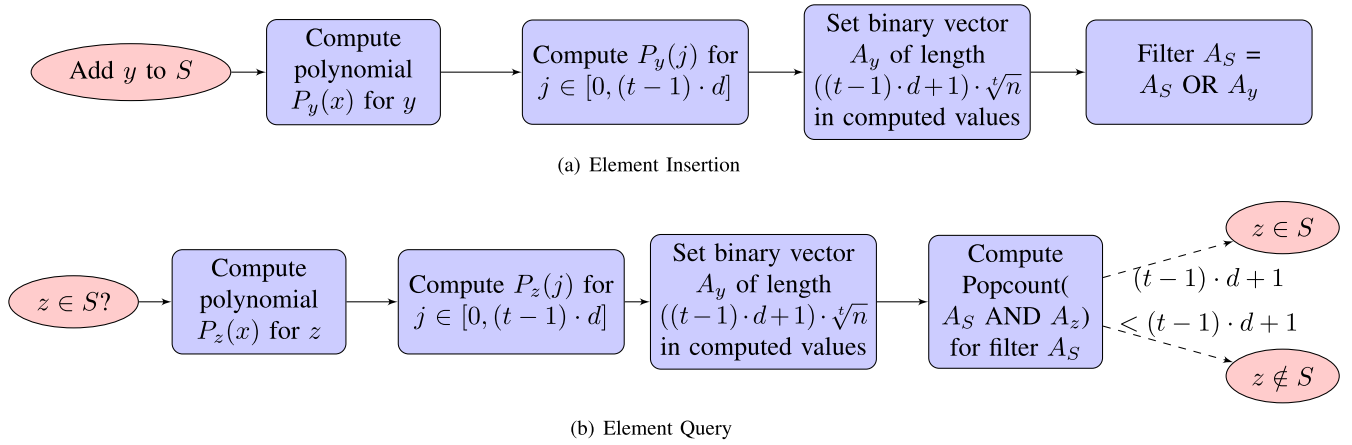 Add y to S
Compute
polynomial
P_y(x) for y
Compute P_y(j) for
j ∈ [0, (t − 1) · d]
Set binary vector
A_y of length
((t−1)·d+1)·ᵗ√n
in computed values
Filter A_S =
A_S OR A_y
(a) Element Insertion
z ∈ S?
Compute
polynomial
P_z(x) for z
Compute P_z(j) for
j ∈ [0, (t − 1) · d]
Set binary vector
A_y of length
((t−1)·d+1)·ᵗ√n
in computed values
Compute
Popcount(
A_S AND A_z)
for filter A_S
z ∈ S
(t−1) · d + 1
< (t−1) · d + 1
z ∉ S
(b) Element Query